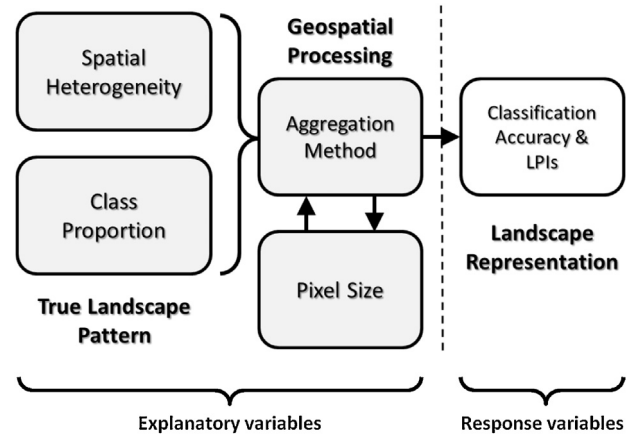 Spatial
Heterogeneity
Class
Proportion
True Landscape
Pattern
Geospatial
Processing
Aggregation
Method
Pixel Size
Classification
Accuracy &
LPIs
Landscape
Representation
Explanatory variables
Response variables